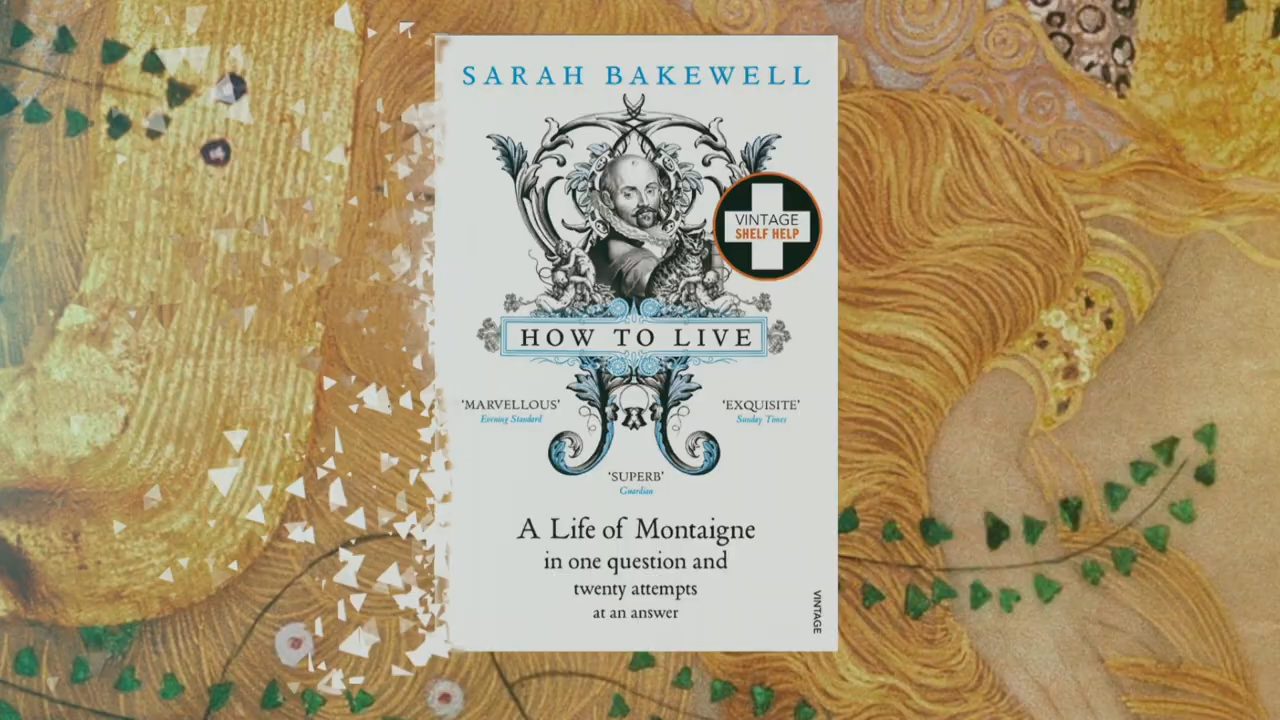 SARAH BAKEWELL
VINTAGE
SHELF HELP
HOW TO LIVE
'MARVELLOUS'
Evening Standard
'EXQUISITE'
Sunday Times
'SUPERB'
Guardian
A Life of Montaigne
in one question and
twenty attempts
at an answer
VINTAGE